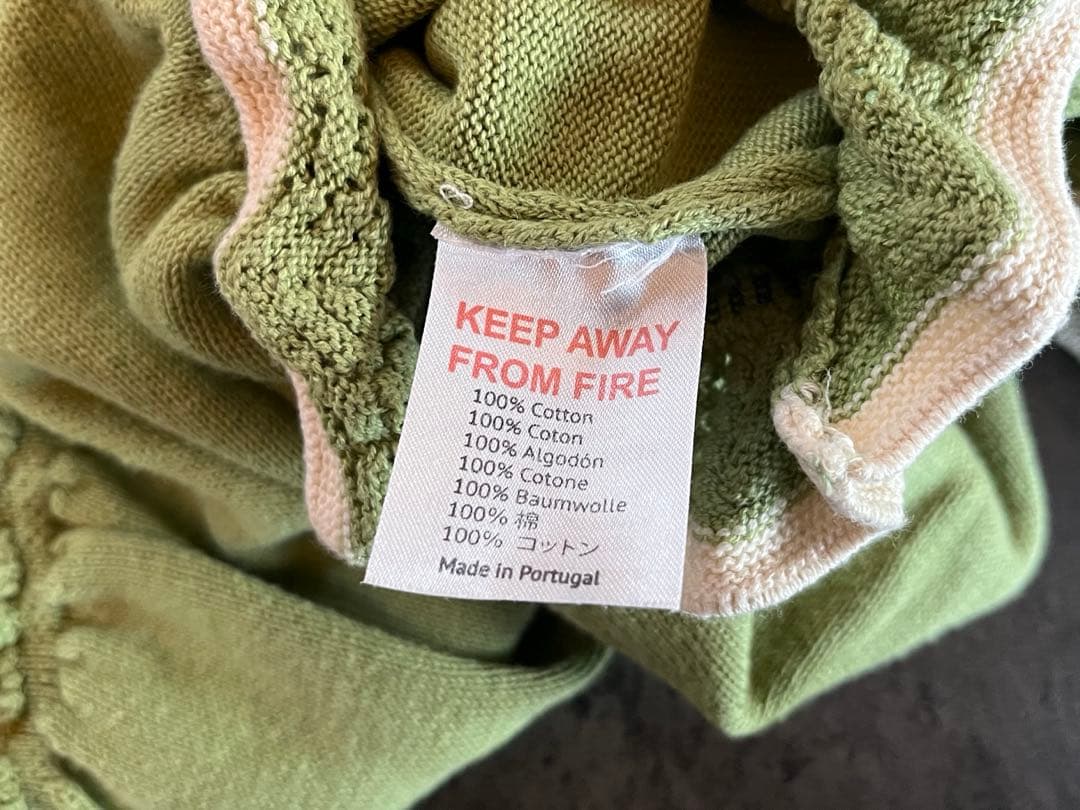 KEEP AWAY
FROM FIRE
100% Cotton
100% Coton
100% Algodón
100% Cotone
100% Baumwolle
100% 棉
100% コットン
Made in Portugal